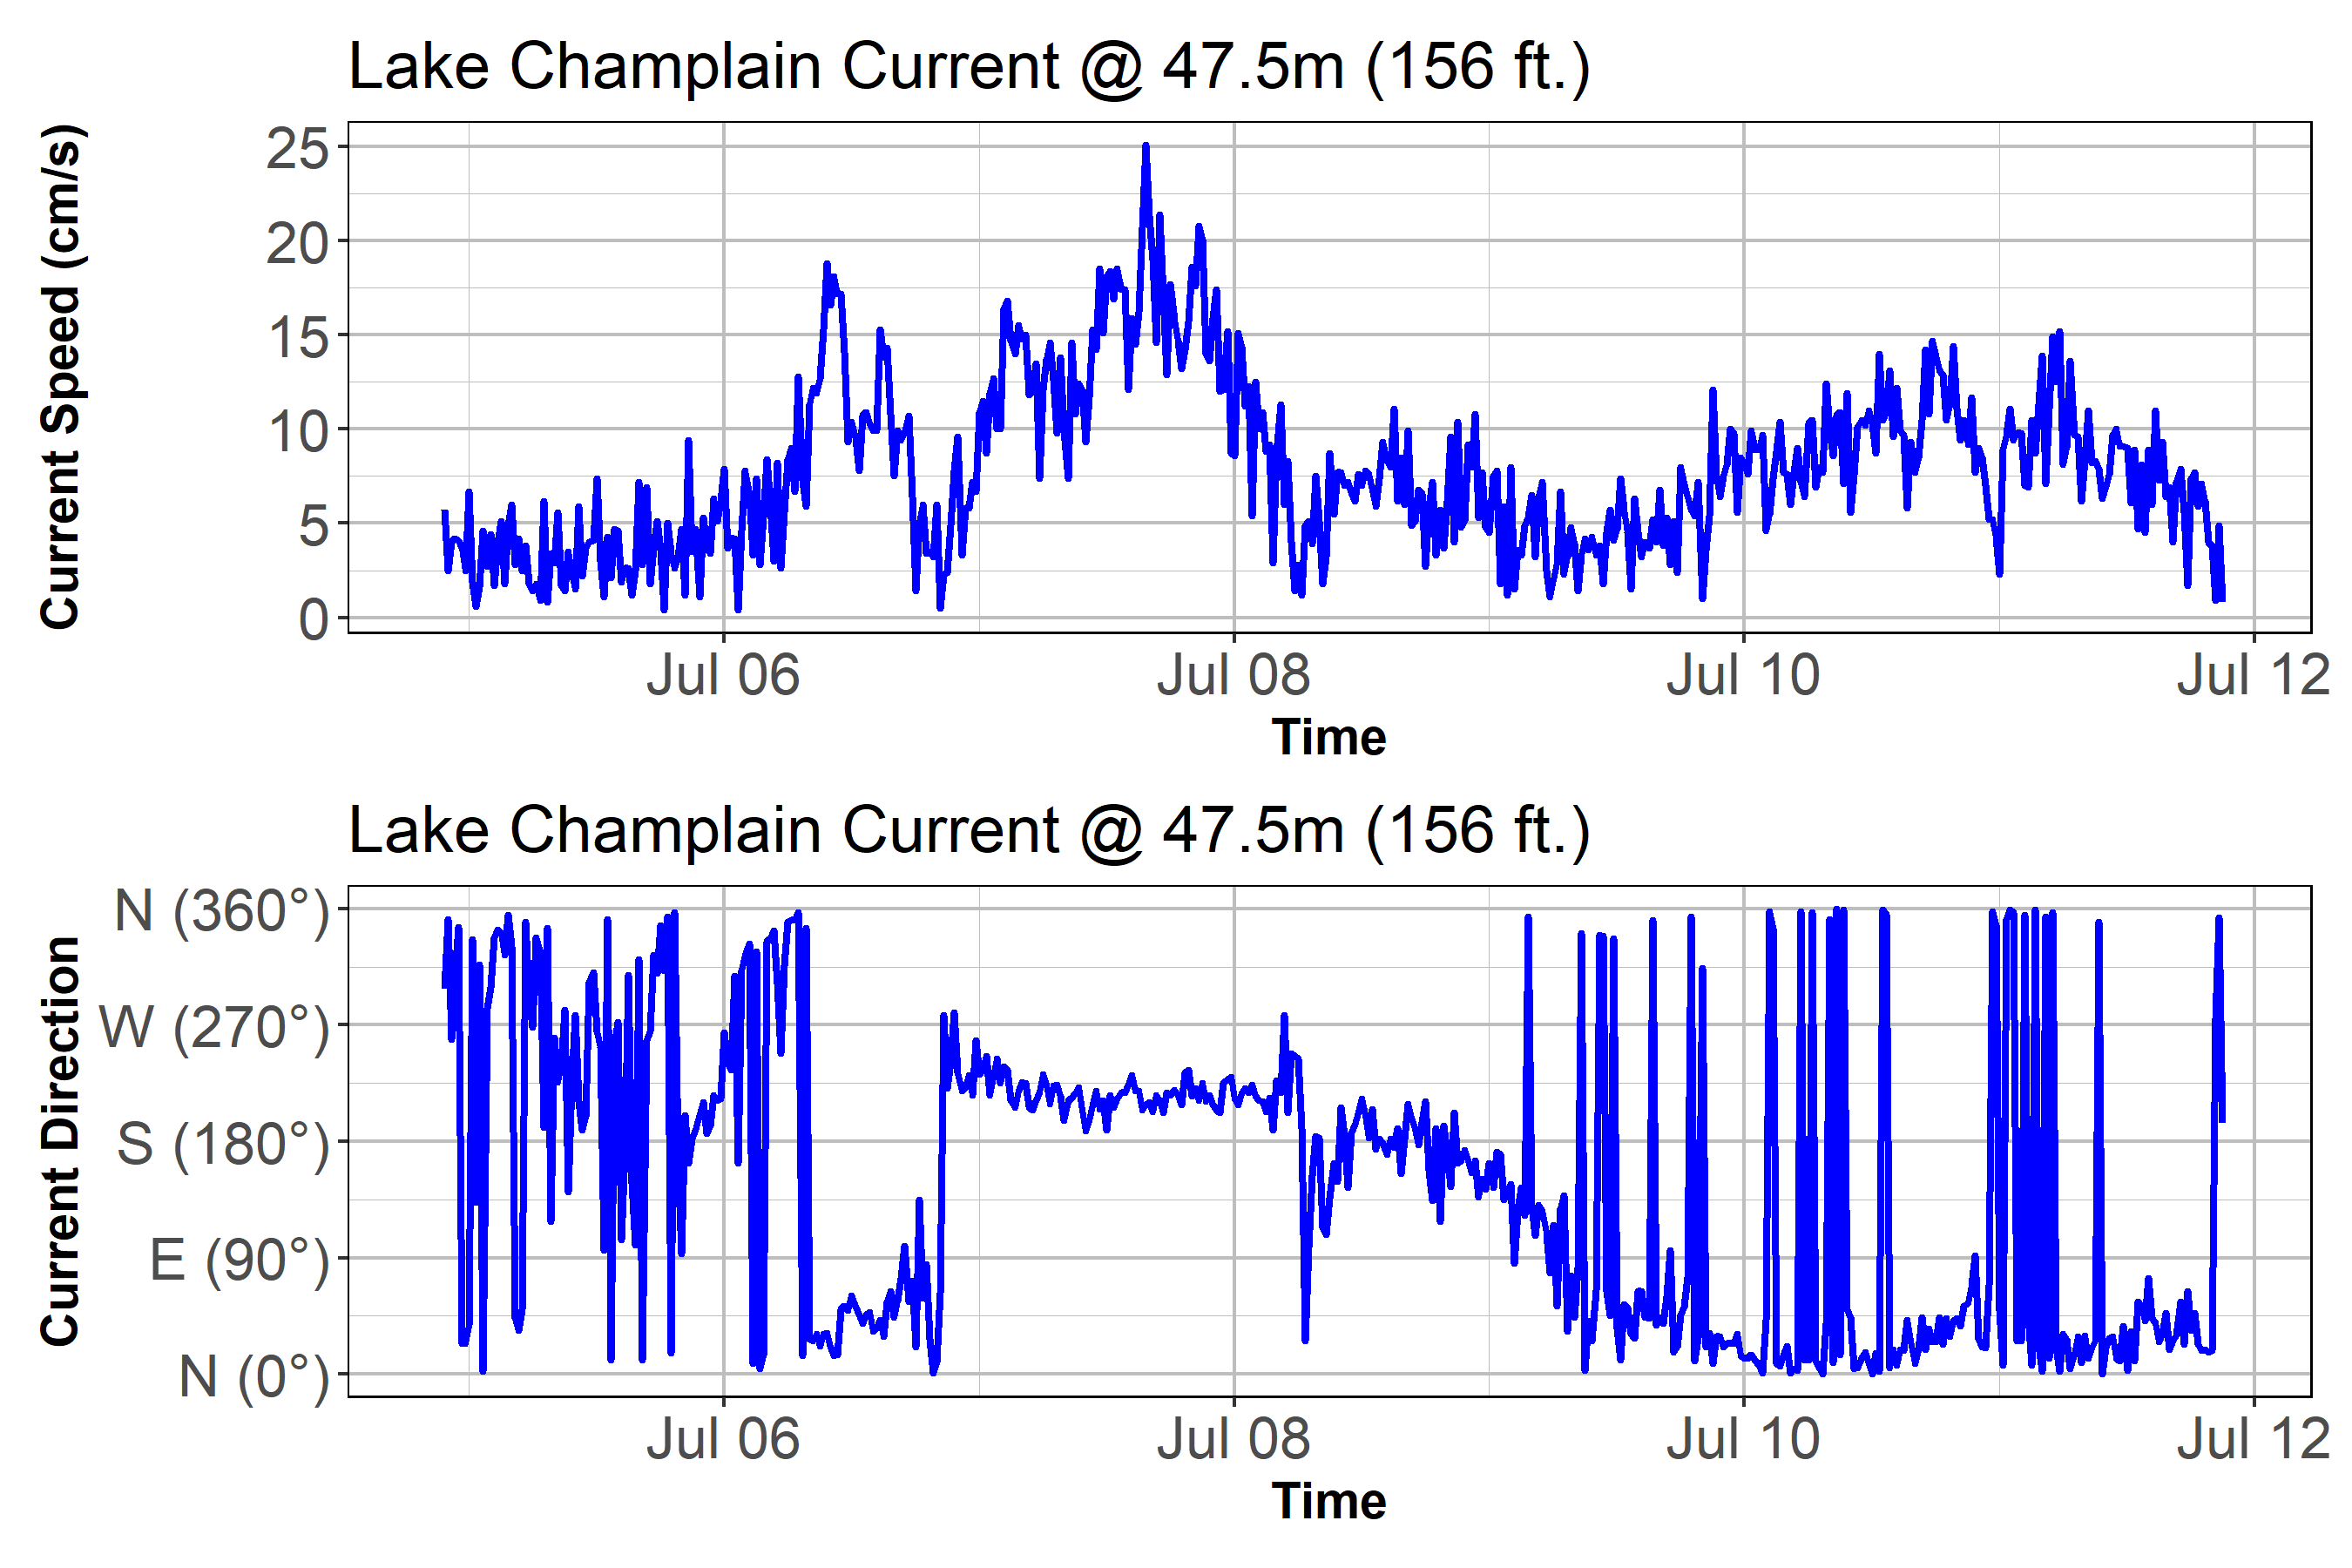 Lake Champlain Current @ 47.5m (156 ft.)
Current Speed (cm/s)
25
20
15
10
5
0
Jul 06 Jul 08 Jul 10 Jul 12
Time
Lake Champlain Current @ 47.5m (156 ft.)
Current Direction
N (360°)
W (270°)
S (180°)
E (90°)
N (0°)
Jul 06 Jul 08 Jul 10 Jul 12
Time